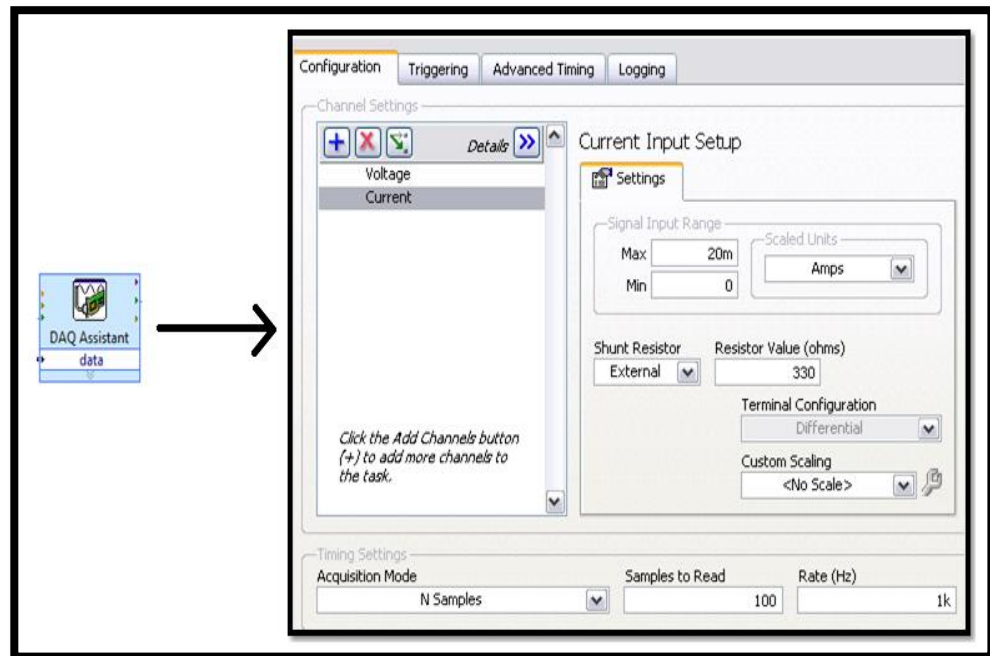 Configuration Triggering Advanced Timing Logging
Channel Settings
Details
Voltage
Current
Click the Add Channels button
(+) to add more channels to
the task.
Current Input Setup
Settings
Signal Input Range
Max 20m
Min 0
Scaled Units
Amps
Shunt Resistor Resistor Value (ohms)
External 330
Terminal Configuration
Differential
Custom Scaling
<No Scale>
Timing Settings
Acquisition Mode Samples to Read Rate (Hz)
N Samples 100 1k
DAQ Assistant
data